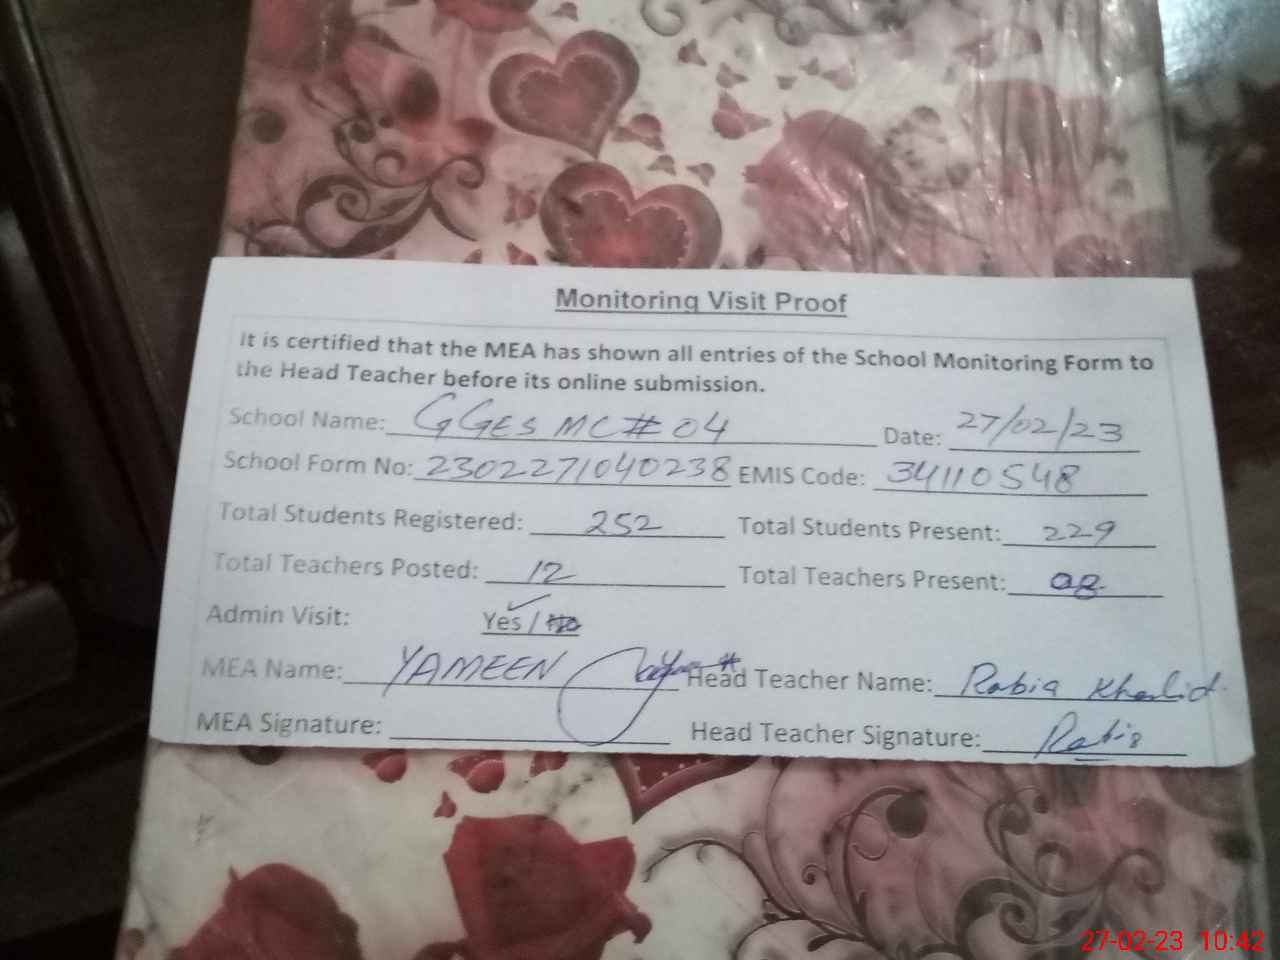 Monitoring Visit Proof
It is certified that the MEA has shown all entries of the School Monitoring Form to
the Head Teacher before its online submission.
School Name: GGES MC# 04 Date: 27/02/23
School Form No: 2302271040238 EMIS Code: 34110548
Total Students Registered: 252 Total Students Present: 229
Total Teachers Posted: 12 Total Teachers Present: 08
Admin Visit: Yes / No
MEA Name: YAMEEN Head Teacher Name: Rabia Khalid
MEA Signature: Head Teacher Signature: Rabia
27-02-23 10:42